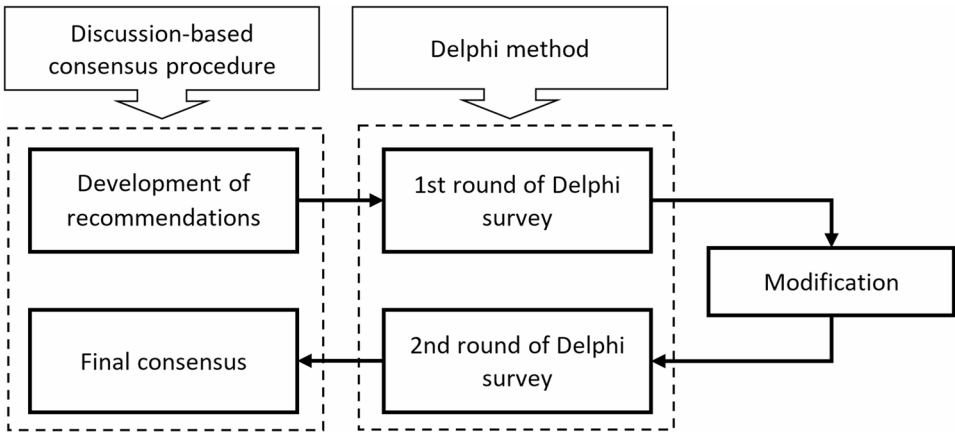 Discussion-based
consensus procedure
Delphi method
Development of
recommendations
1st round of Delphi
survey
Modification
Final consensus
2nd round of Delphi
survey